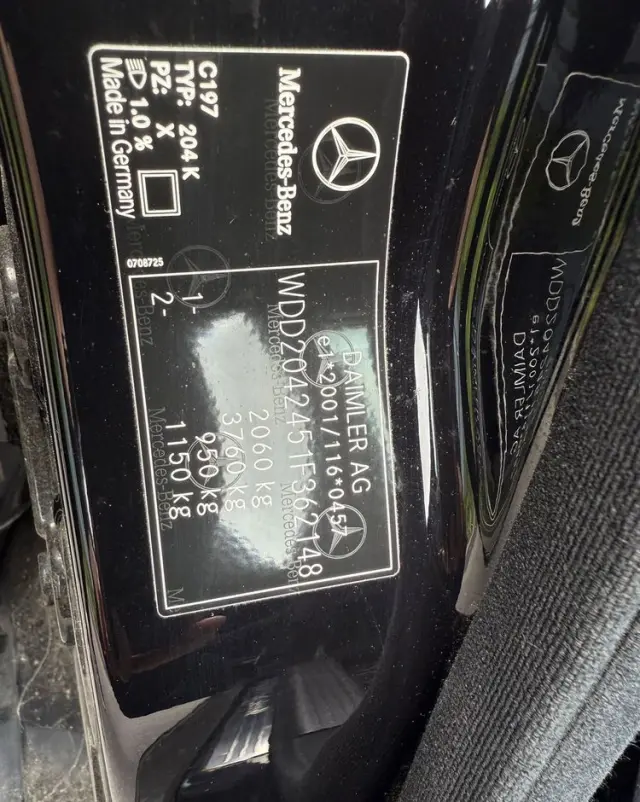 Mercedes-Benz
C197
TYP: 204 K
PZ: X
1.0 %
Made in Germany
0708725
DAIMLER AG
e1*2001/116*0457
WDD2042451F362148
2060 kg
3760 kg
1- 950 kg
2- 1150 kg